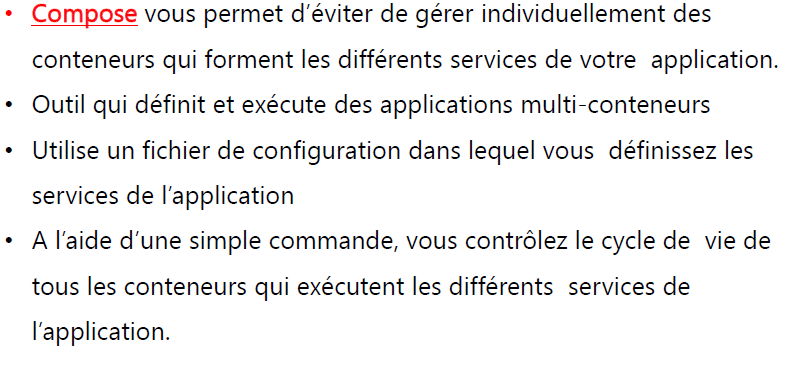 • Compose vous permet d’éviter de gérer individuellement des
conteneurs qui forment les différents services de votre application.
• Outil qui définit et exécute des applications multi-conteneurs
• Utilise un fichier de configuration dans lequel vous définissez les
services de l’application
• A l’aide d’une simple commande, vous contrôlez le cycle de vie de
tous les conteneurs qui exécutent les différents services de
l’application.